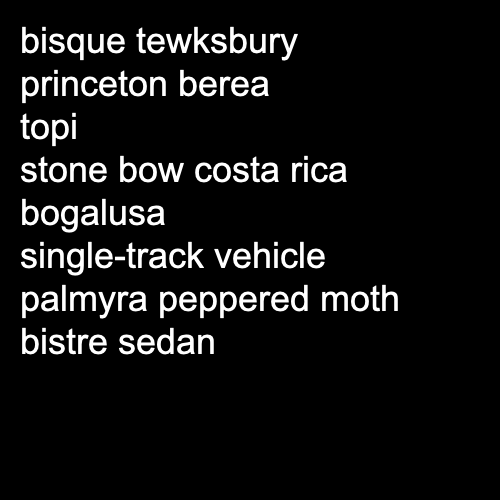 bisque tewksbury
princeton berea
topi
stone bow costa rica
bogalusa
single-track vehicle
palmyra peppered moth
bistre sedan